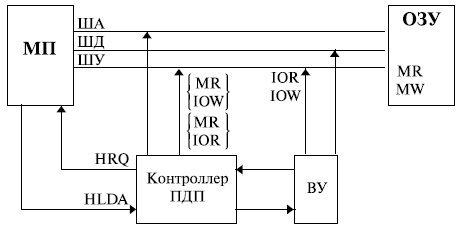 МП
ША
ШД
ШУ
ОЗУ
MR
MW
MR
IOW
MR
IOR
IOR
IOW
HRQ
HLDA
Контроллер
ПДП
ВУ